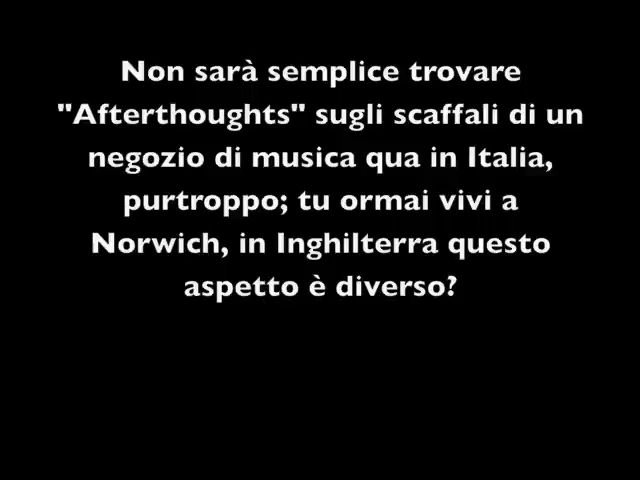 Non sarà semplice trovare
"Afterthoughts" sugli scaffali di un
negozio di musica qua in Italia,
purtroppo; tu ormai vivi a
Norwich, in Inghilterra questo
aspetto è diverso?